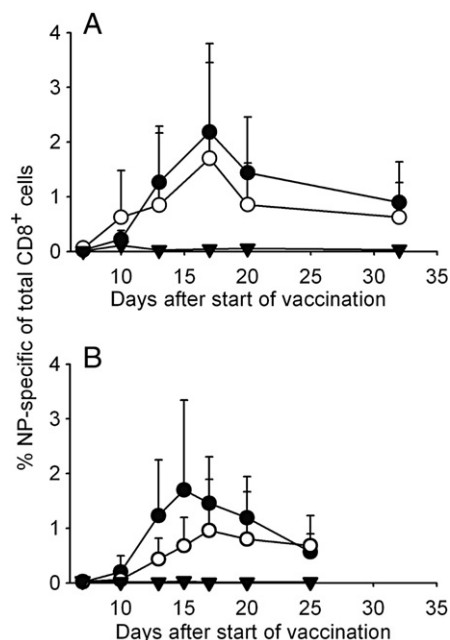 A
4
3
2
1
0
10 15 20 25 30 35
Days after start of vaccination
% NP-specific of total CD8+ cells
B
4
3
2
1
0
10 15 20 25 30 35
Days after start of vaccination